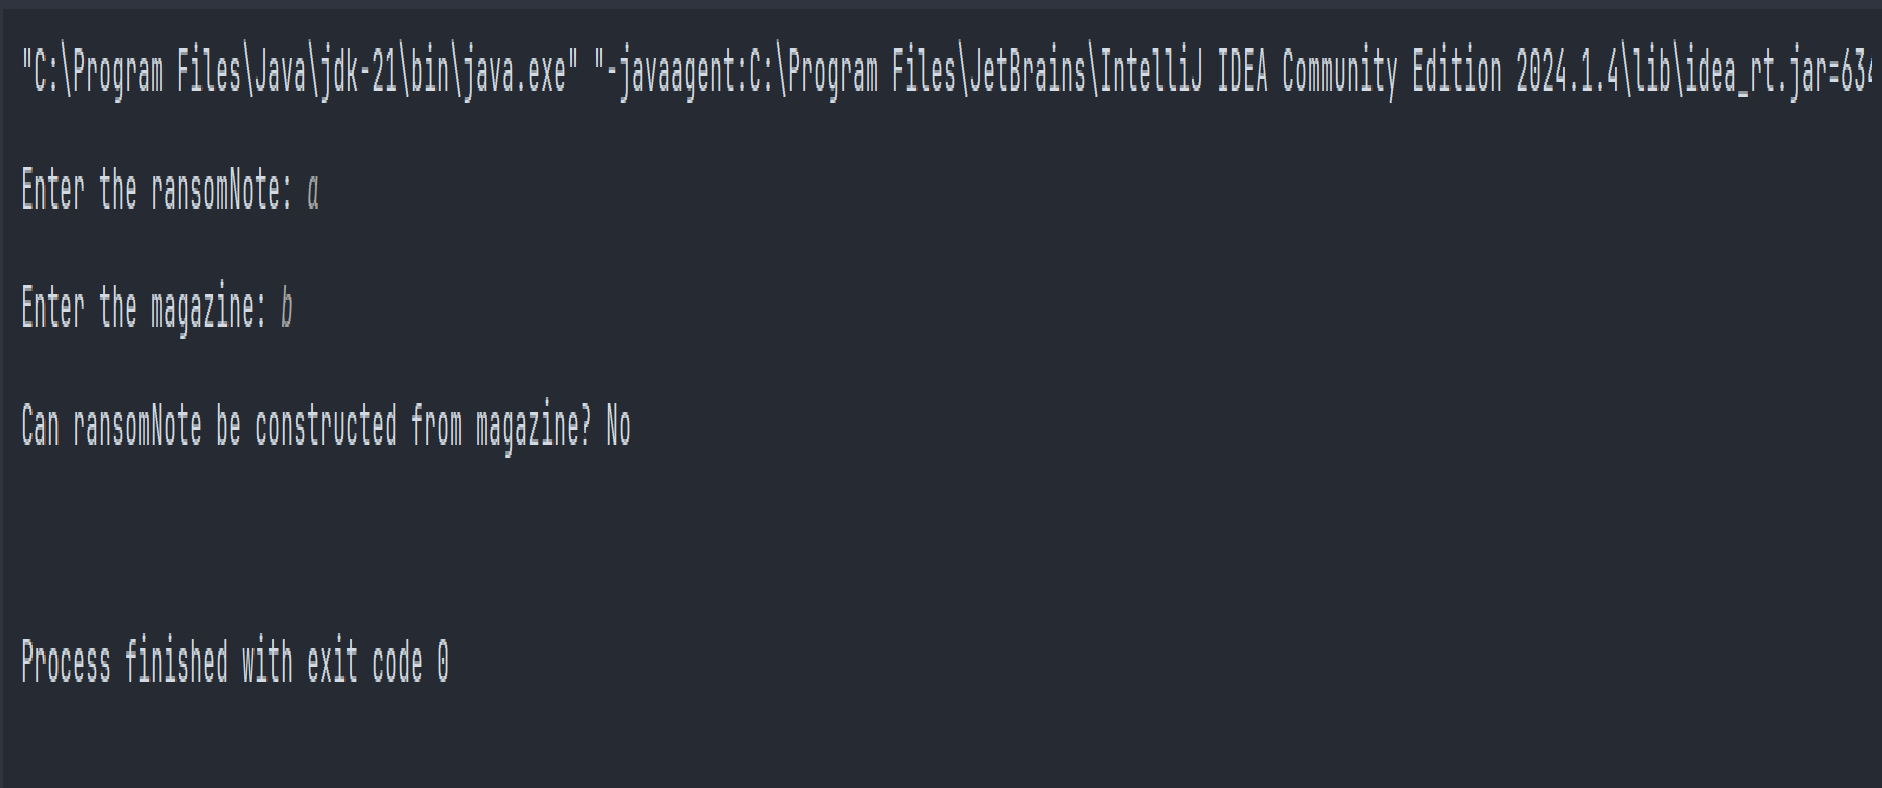 "C:\Program Files\Java\jdk-21\bin\java.exe" "-javaagent:C:\Program Files\JetBrains\IntelliJ IDEA Community Edition 2024.1.4\lib\idea_rt.jar=634
Enter the ransomNote: a
Enter the magazine: b
Can ransomNote be constructed from magazine? No
Process finished with exit code 0